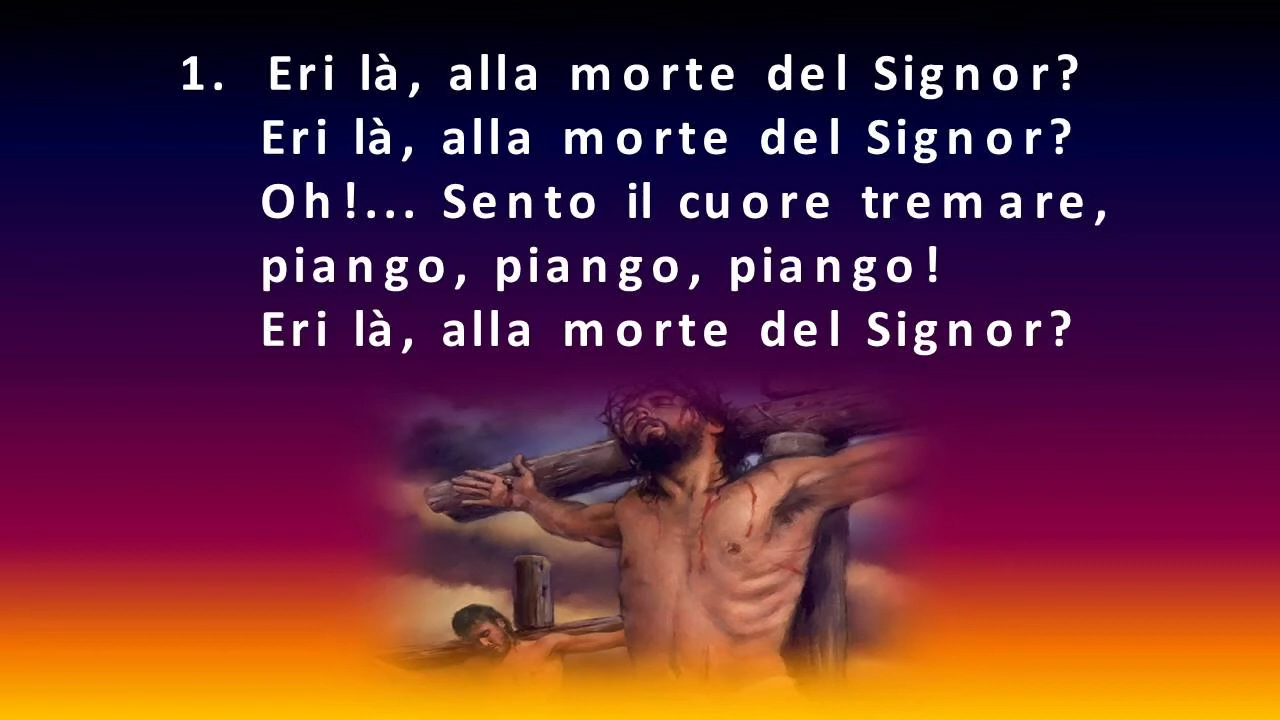 1. Eri là, alla morte del Signor?
Eri là, alla morte del Signor?
Oh!... Sento il cuore tremare,
piango, piango, piango!
Eri là, alla morte del Signor?